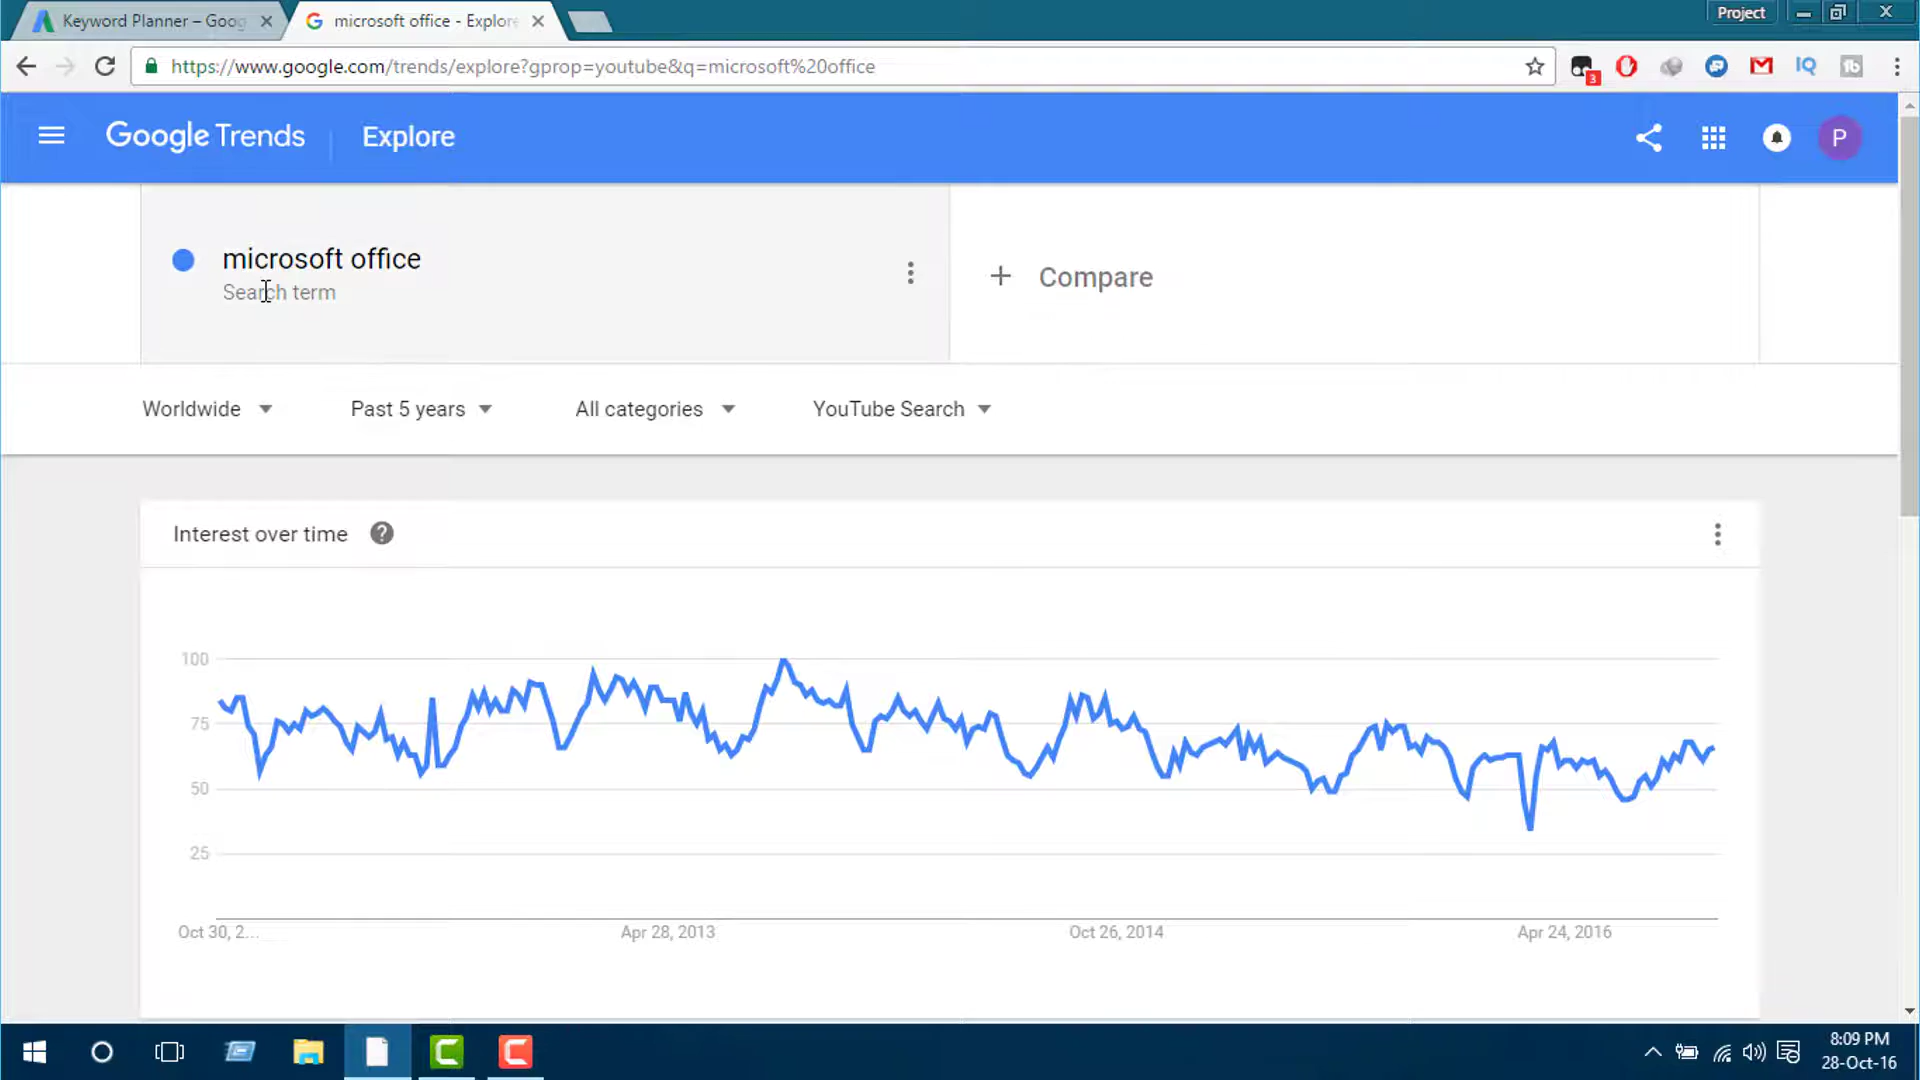 Keyword Planner – Goog
microsoft office - Explore
Project
https://www.google.com/trends/explore?gprop=youtube&q=microsoft%20office
3
IQ
Google Trends
Explore
P
microsoft office
Search term
+ Compare
Worldwide
Past 5 years
All categories
YouTube Search
Interest over time
100
75
50
25
Oct 30, 2...
Apr 28, 2013
Oct 26, 2014
Apr 24, 2016
8:09 PM
28-Oct-16